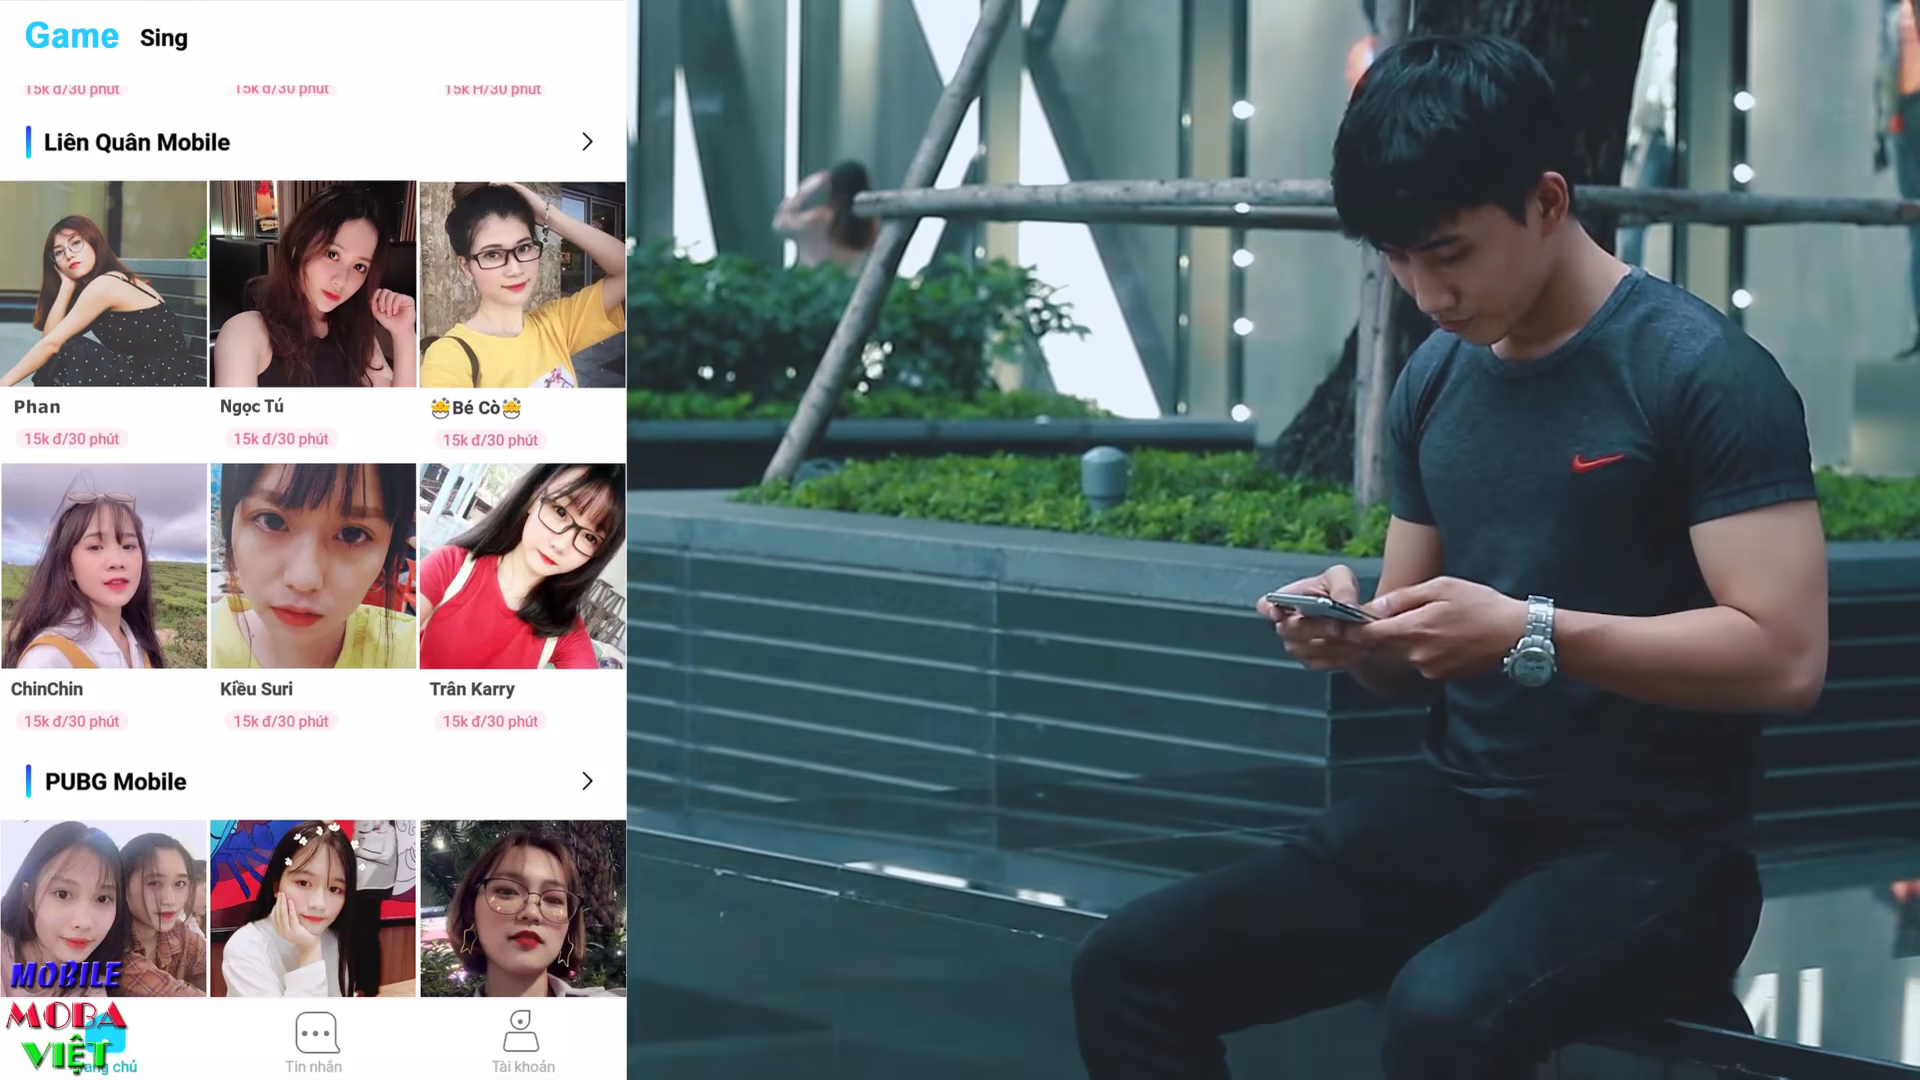 Game Sing
15k đ/30 phút 15k đ/30 phút 15k H/30 phút
Liên Quân Mobile
Phan Ngọc Tú Bé Cò
15k đ/30 phút 15k đ/30 phút 15k đ/30 phút
ChinChin Kiều Suri Trân Karry
15k đ/30 phút 15k đ/30 phút 15k đ/30 phút
PUBG Mobile
MOBILE
MOBA
VIỆT
chủ Tin nhắn Tài khoản